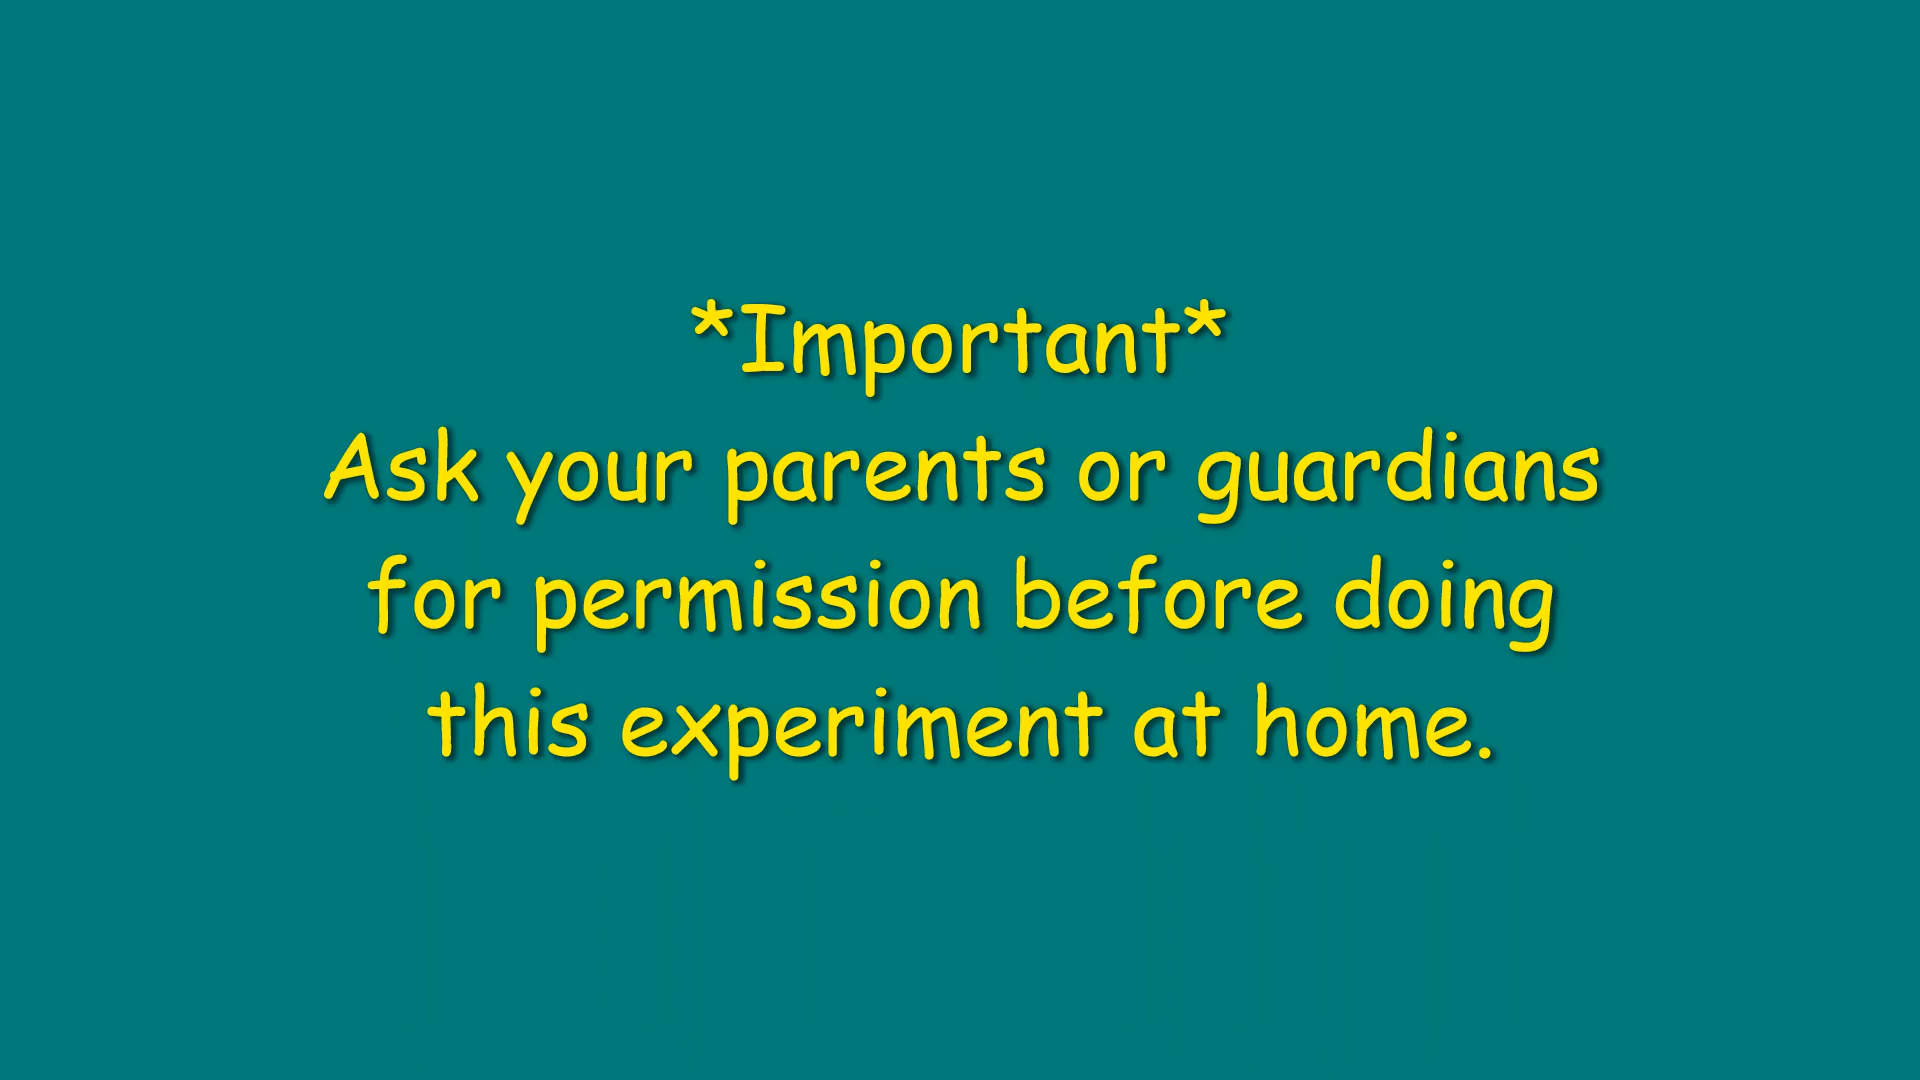 *Important*
Ask your parents or guardians
for permission before doing
this experiment at home.